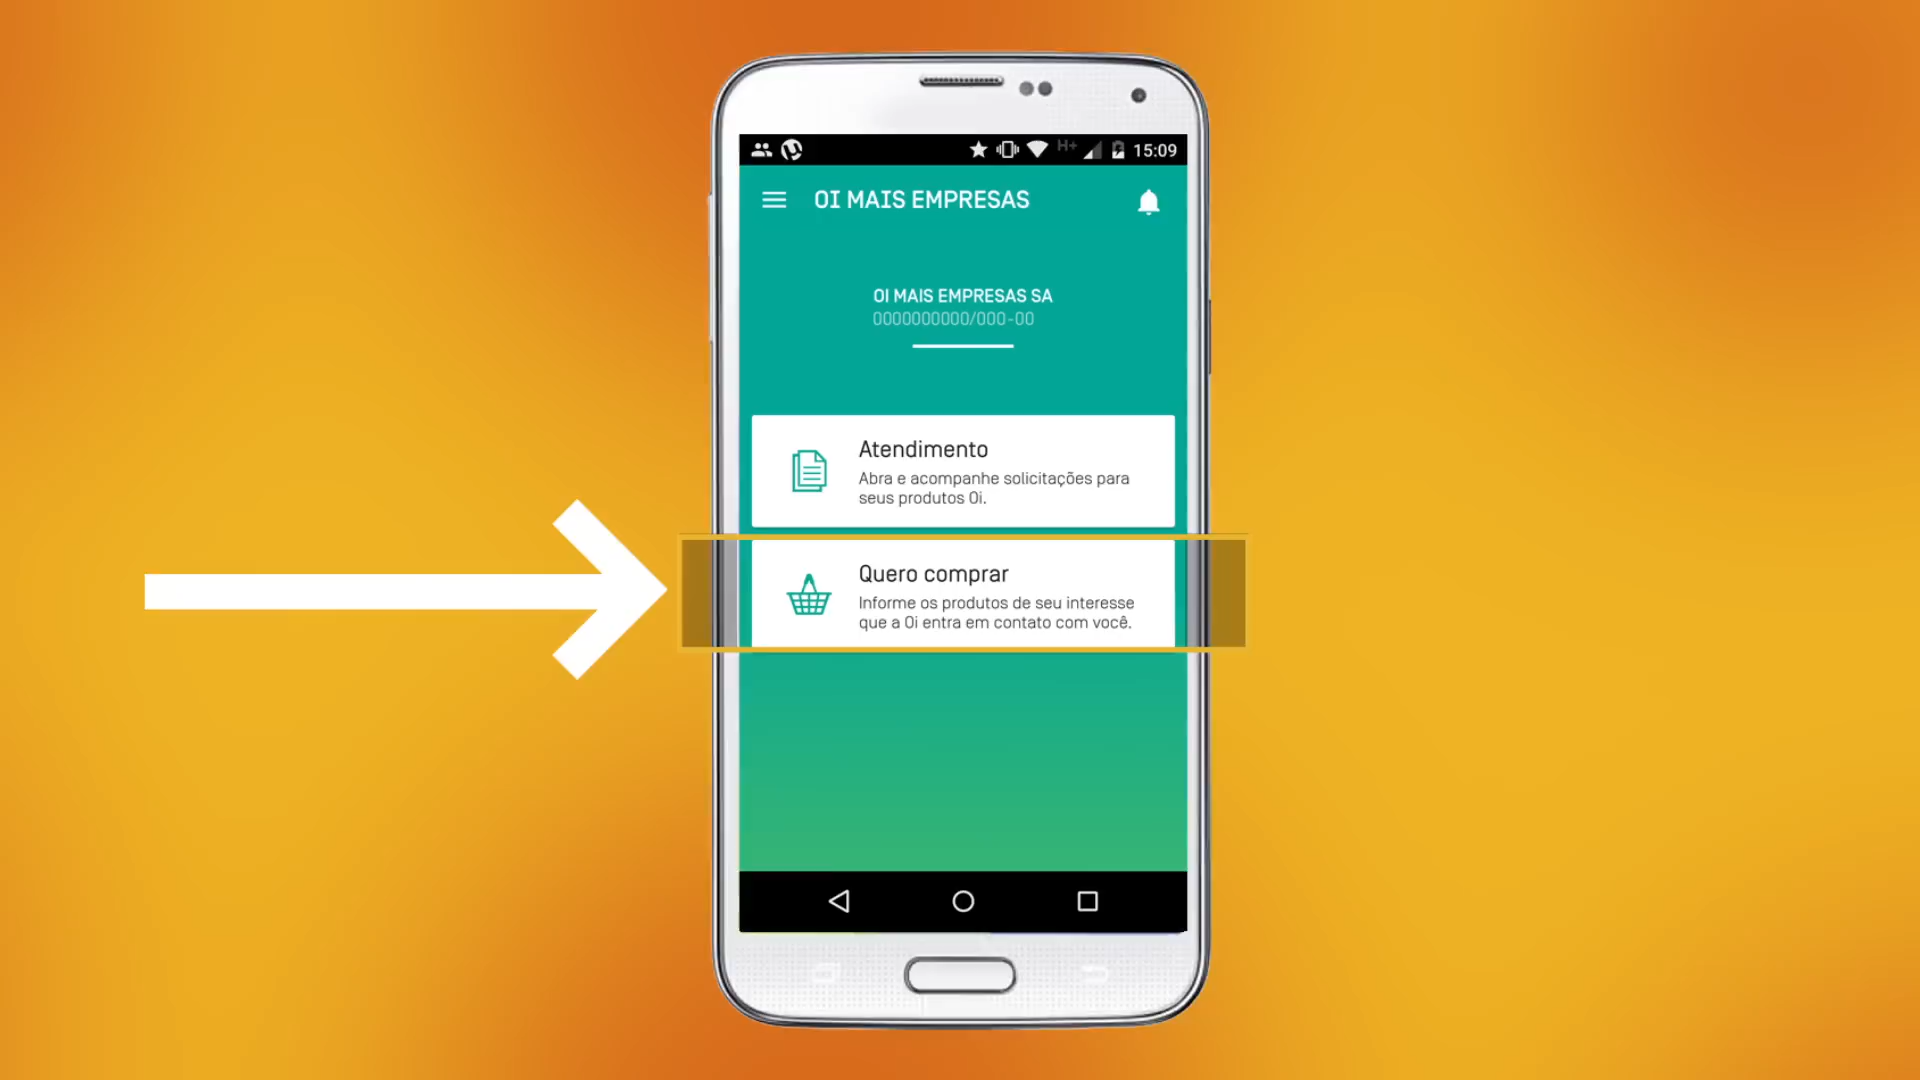 H+ 15:09
OI MAIS EMPRESAS
OI MAIS EMPRESAS SA
0000000000/000-00
Atendimento
Abra e acompanhe solicitações para
seus produtos Oi.
Quero comprar
Informe os produtos de seu interesse
que a Oi entra em contato com você.